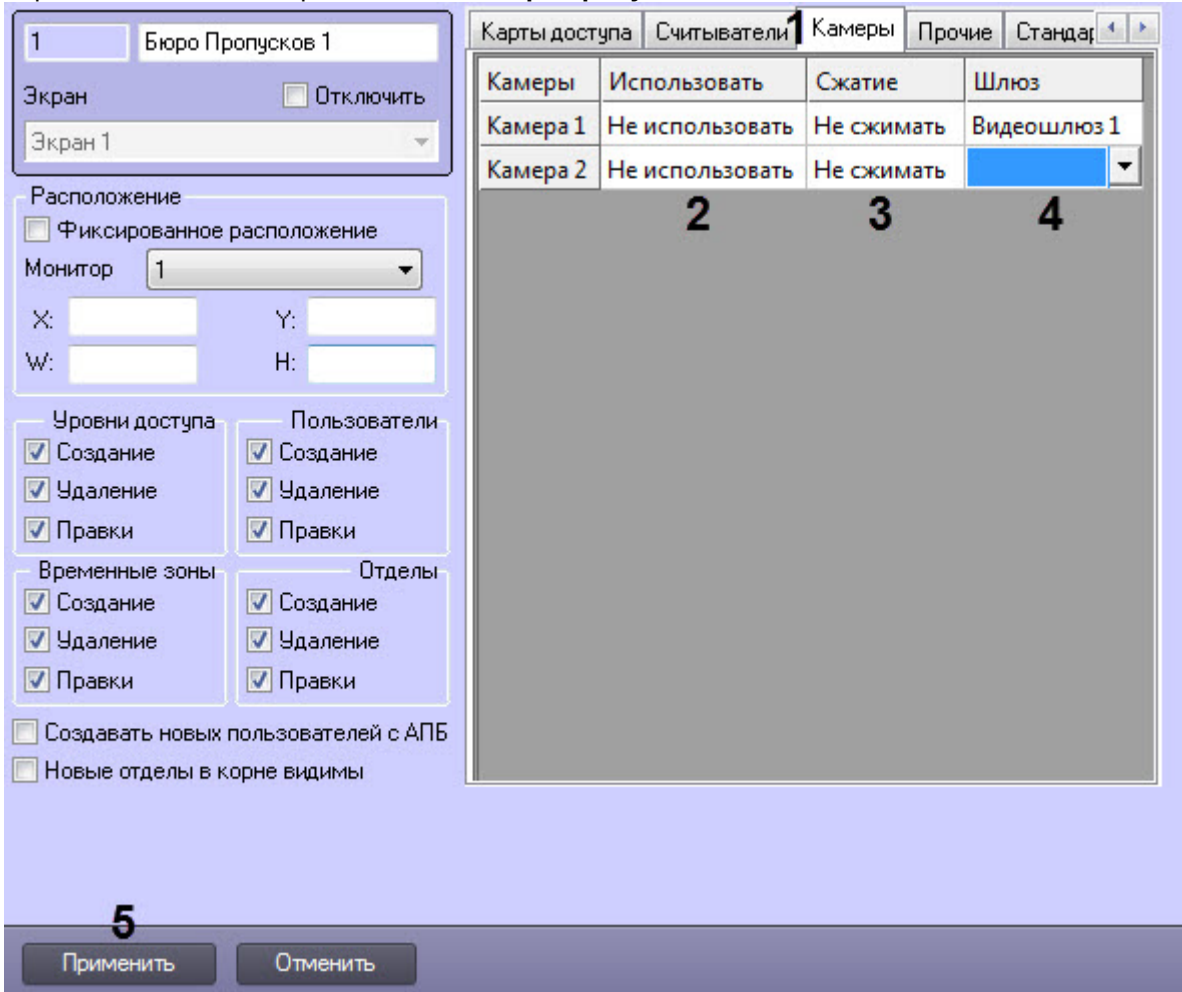 1 Бюро Пропусков 1
Экран Отключить
Экран 1
Расположение
Фиксированное расположение
Монитор 1
X: Y:
W: H:
Уровни доступа Пользователи
Создание Создание
Удаление Удаление
Правки Правки
Временные зоны Отделы
Создание Создание
Удаление Удаление
Правки Правки
Создавать новых пользователей с АПБ
Новые отделы в корне видимы
Карты доступа Считыватели 1 Камеры Прочие Стандар
Камеры Использовать Сжатие Шлюз
Камера 1 Не использовать Не сжимать Видеошлюз 1
Камера 2 Не использовать Не сжимать
2 3 4
5
Применить Отменить